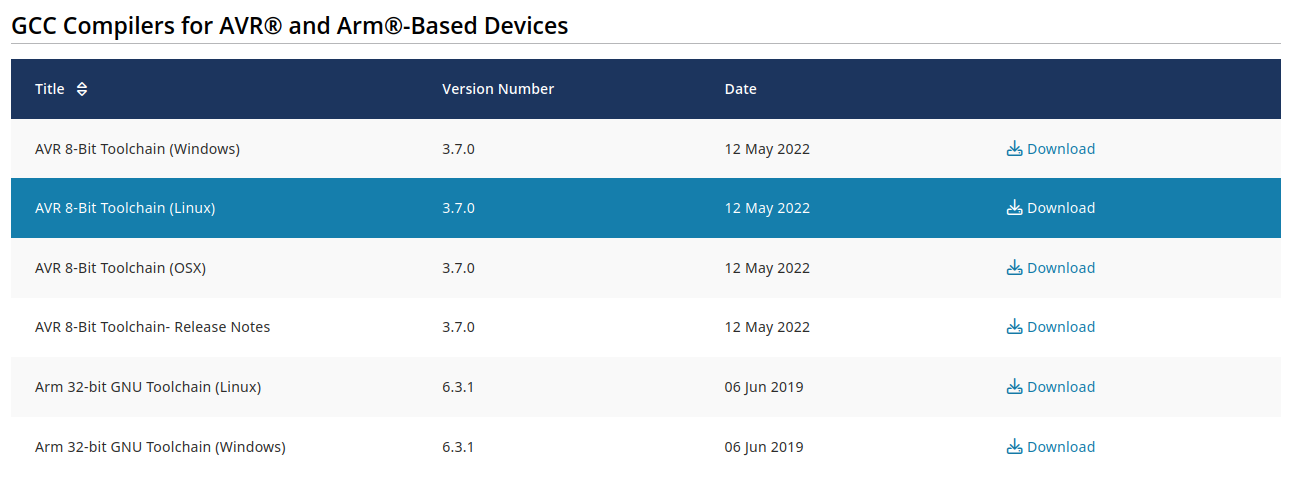 GCC Compilers for AVR® and Arm®-Based Devices
Title Version Number Date
AVR 8-Bit Toolchain (Windows) 3.7.0 12 May 2022 Download
AVR 8-Bit Toolchain (Linux) 3.7.0 12 May 2022 Download
AVR 8-Bit Toolchain (OSX) 3.7.0 12 May 2022 Download
AVR 8-Bit Toolchain- Release Notes 3.7.0 12 May 2022 Download
Arm 32-bit GNU Toolchain (Linux) 6.3.1 06 Jun 2019 Download
Arm 32-bit GNU Toolchain (Windows) 6.3.1 06 Jun 2019 Download